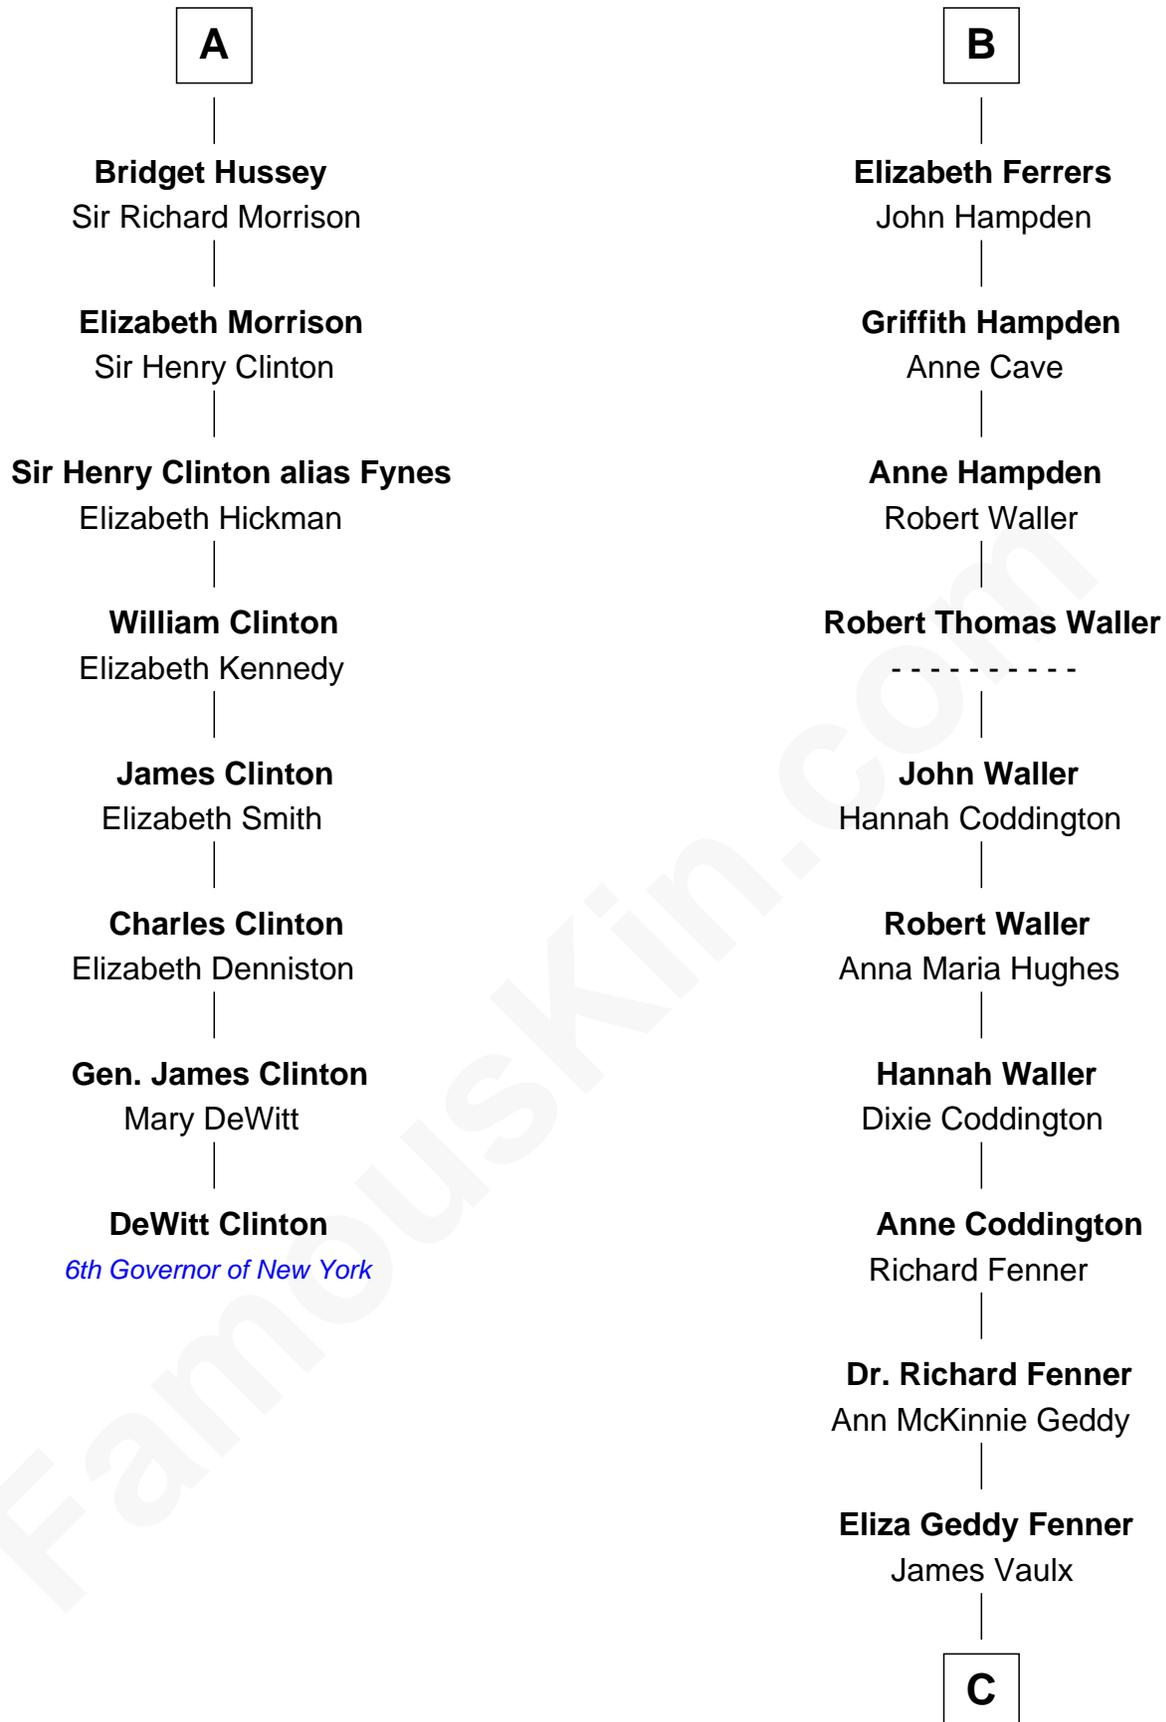 A
Bridget Hussey
Sir Richard Morrison
Elizabeth Morrison
Sir Henry Clinton
Sir Henry Clinton alias Fynes
Elizabeth Hickman
William Clinton
Elizabeth Kennedy
James Clinton
Elizabeth Smith
Charles Clinton
Elizabeth Denniston
Gen. James Clinton
Mary DeWitt
DeWitt Clinton
6th Governor of New York
B
Elizabeth Ferrers
John Hampden
Griffith Hampden
Anne Cave
Anne Hampden
Robert Waller
Robert Thomas Waller
- - - - - - - - - -
John Waller
Hannah Coddington
Robert Waller
Anna Maria Hughes
Hannah Waller
Dixie Coddington
Anne Coddington
Richard Fenner
Dr. Richard Fenner
Ann McKinnie Geddy
Eliza Geddy Fenner
James Vaulx
C
FamousKin.com